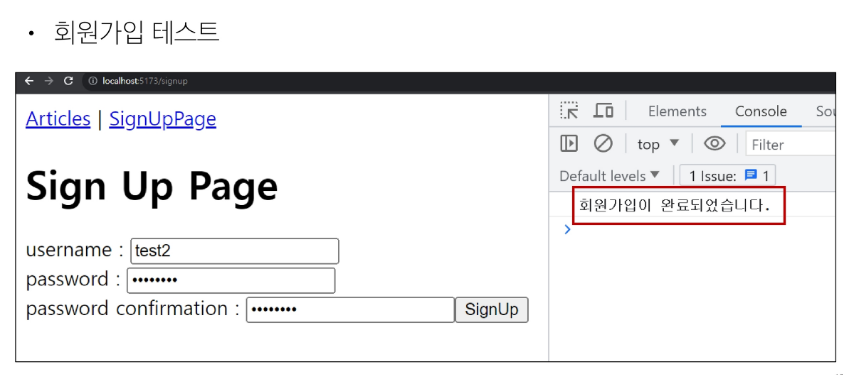 • 회원가입 테스트
localhost:5173/signup
Articles | SignUpPage
Elements Console Sou
top ▼ Filter
Default levels ▼ 1 Issue: 1
회원가입이 완료되었습니다.
>
Sign Up Page
username : test2
password : ••••••••
password confirmation : •••••••• SignUp